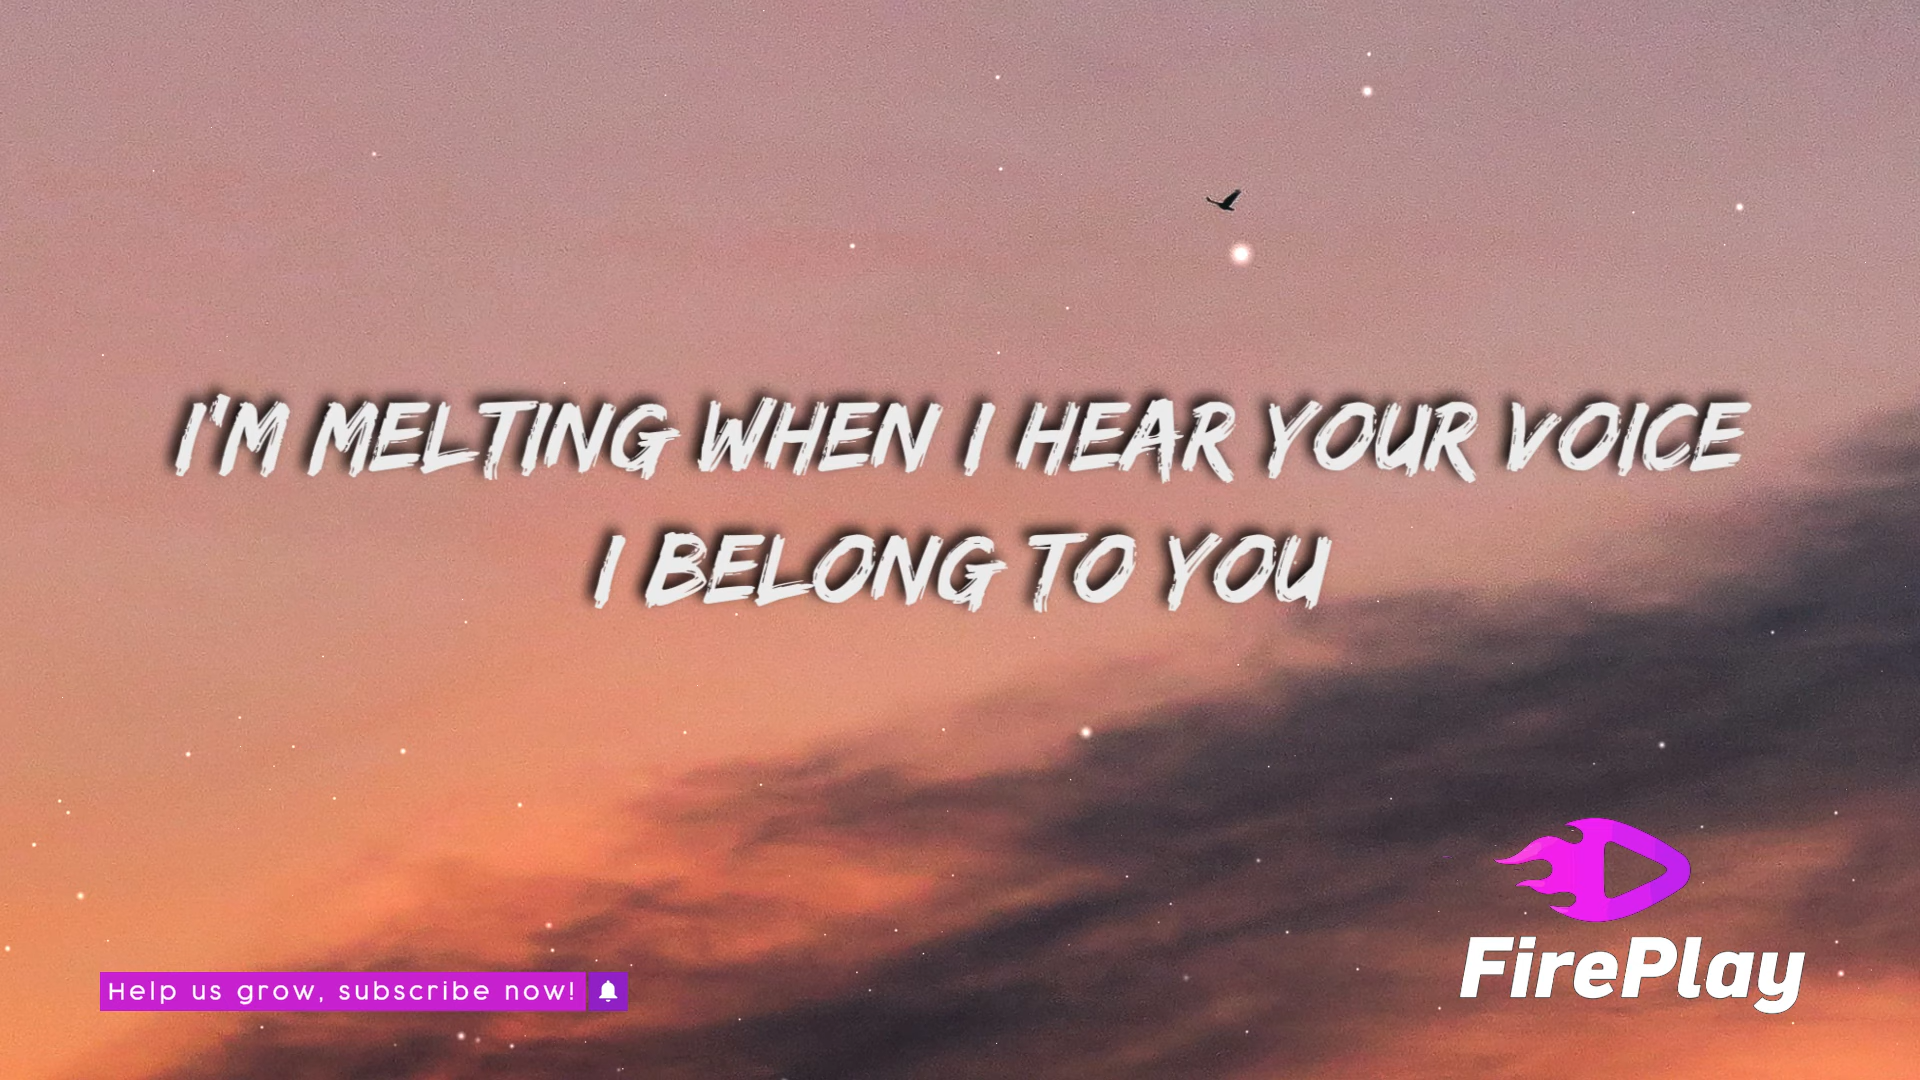 I'M MELTING WHEN I HEAR YOUR VOICE
I BELONG TO YOU
Help us grow, subscribe now!
FirePlay